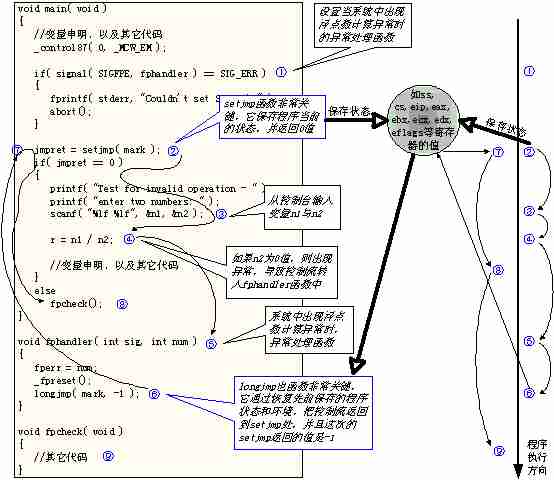 void main( void )
{
//变量申明，以及其它代码
_control87( 0, _MCW_EM );
if( signal( SIGFPE, fphandler ) == SIG_ERR ) ①
{
fprintf( stderr, "Couldn't set S
abort();
}
⑦ jmpret = setjmp( mark ); ②
if( jmpret == 0 )
{
printf( "Test for invalid operation - "
printf( "enter two numbers: " );
scanf( "%lf %lf", &n1, &n2 ); ③
r = n1 / n2; ④
//变量申明，以及其它代码
}
else
fpcheck(); ⑧
}
void fphandler( int sig, int num ) ⑤
{
fperr = num;
_fpreset();
longjmp( mark, -1 ); ⑥
}
void fpcheck( void )
{
//其它代码 ⑨
}
设置当系统中出现
浮点数计算异常时
的异常处理函数
setjmp函数非常关
键，它保存程序当前
的状态，并返回0值
从控制台输入
变量n1与n2
如果n2为0值，则出现
异常，导致控制流转
入fphandler函数中
系统中出现浮点
数计算异常时，
异常处理函数
longjmp也函数非常关键，
它通过恢复先前保存的程序
状态和环境，把控制流返回
到setjmp处，并且这次的
setjmp返回的值是-1
保存状态
如ss，
cs，eip，eax，
ebx，ecx，edx，
eflags等寄存
器的值
保存状态
①
⑦ ②
③
④
⑧
⑤
⑥
⑨
程序
执行
方向